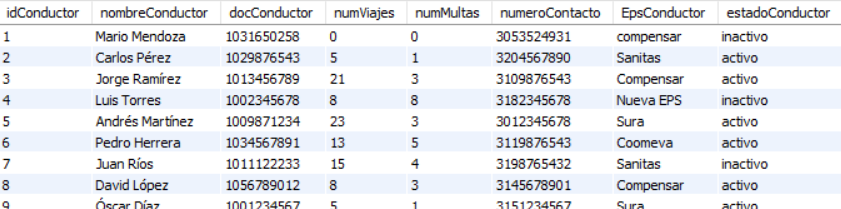 idConductor nombreConductor docConductor numViajes numMultas numeroContacto EpsConductor estadoConductor
1 Mario Mendoza 1031650258 0 0 3053524931 compensar inactivo
2 Carlos Pérez 1029876543 5 1 3204567890 Sanitas activo
3 Jorge Ramírez 1013456789 21 3 3109876543 Compensar activo
4 Luis Torres 1002345678 8 8 3182345678 Nueva EPS inactivo
5 Andrés Martínez 1009871234 23 3 3012345678 Sura activo
6 Pedro Herrera 1034567891 13 5 3119876543 Coomeva activo
7 Juan Ríos 1011122233 15 4 3198765432 Sanitas inactivo
8 David López 1056789012 8 3 3145678901 Compensar activo
9 Óscar Díaz 1001234567 5 1 3151234567 Sura activo